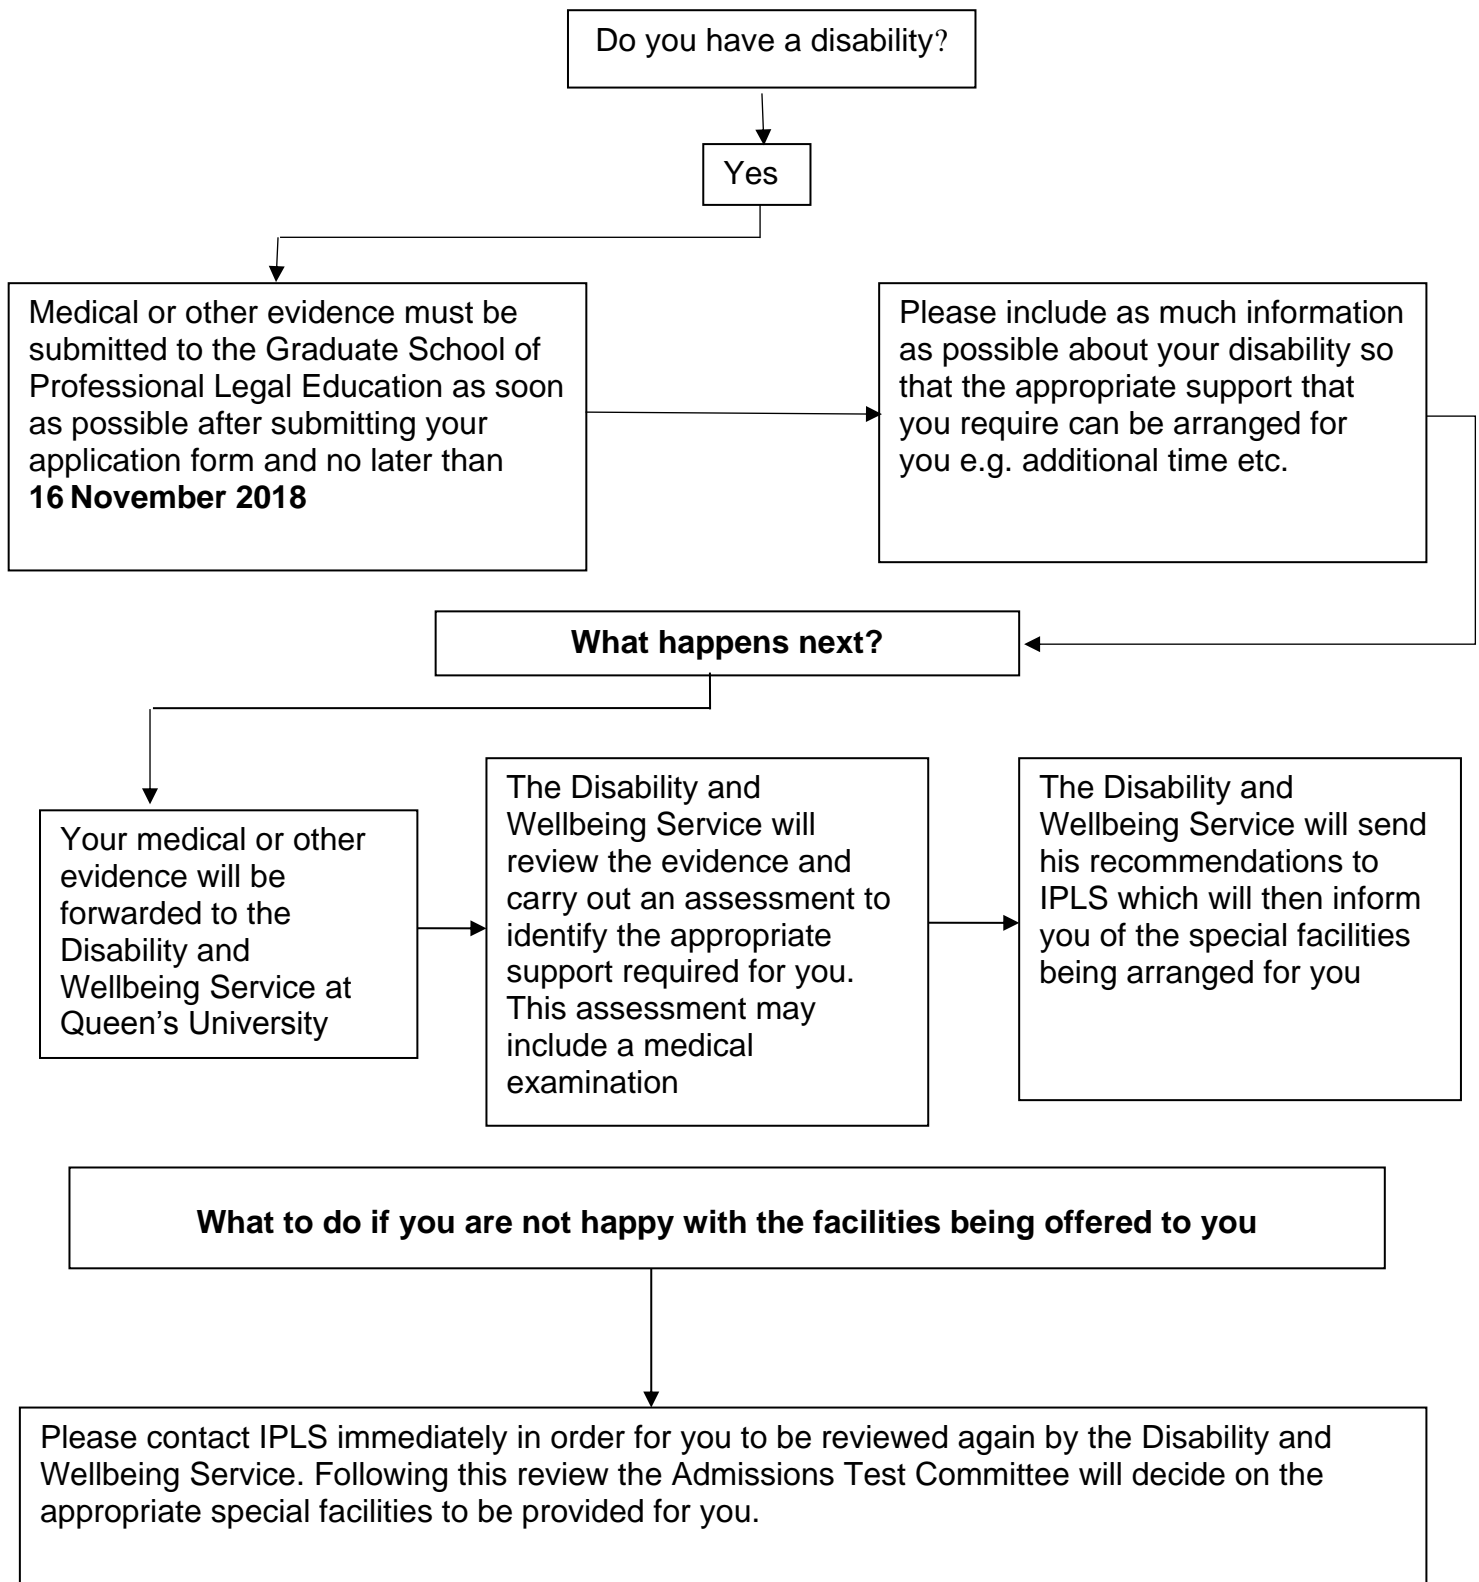 Do you have a disability?
Yes
Medical or other evidence must be
submitted to the Graduate School of
Professional Legal Education as soon
as possible after submitting your
application form and no later than
16 November 2018
Please include as much information
as possible about your disability so
that the appropriate support that
you require can be arranged for
you e.g. additional time etc.
What happens next?
Your medical or other
evidence will be
forwarded to the
Disability and
Wellbeing Service at
Queen’s University
The Disability and
Wellbeing Service will
review the evidence and
carry out an assessment to
identify the appropriate
support required for you.
This assessment may
include a medical
examination
The Disability and
Wellbeing Service will send
his recommendations to
IPLS which will then inform
you of the special facilities
being arranged for you
What to do if you are not happy with the facilities being offered to you
Please contact IPLS immediately in order for you to be reviewed again by the Disability and
Wellbeing Service. Following this review the Admissions Test Committee will decide on the
appropriate special facilities to be provided for you.